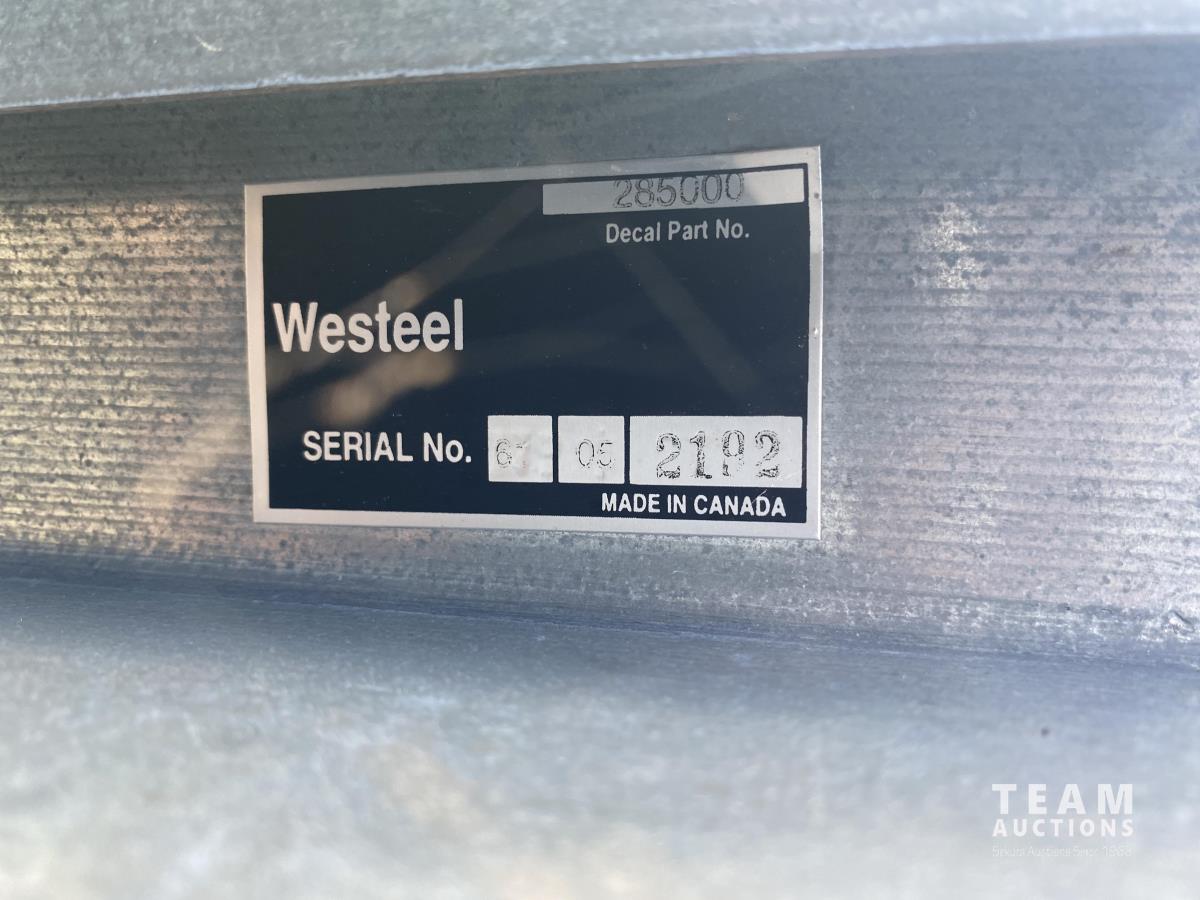 285000
Decal Part No.
Westeel
SERIAL No. 05
MADE IN CANADA
TEAM
AUCTIONS